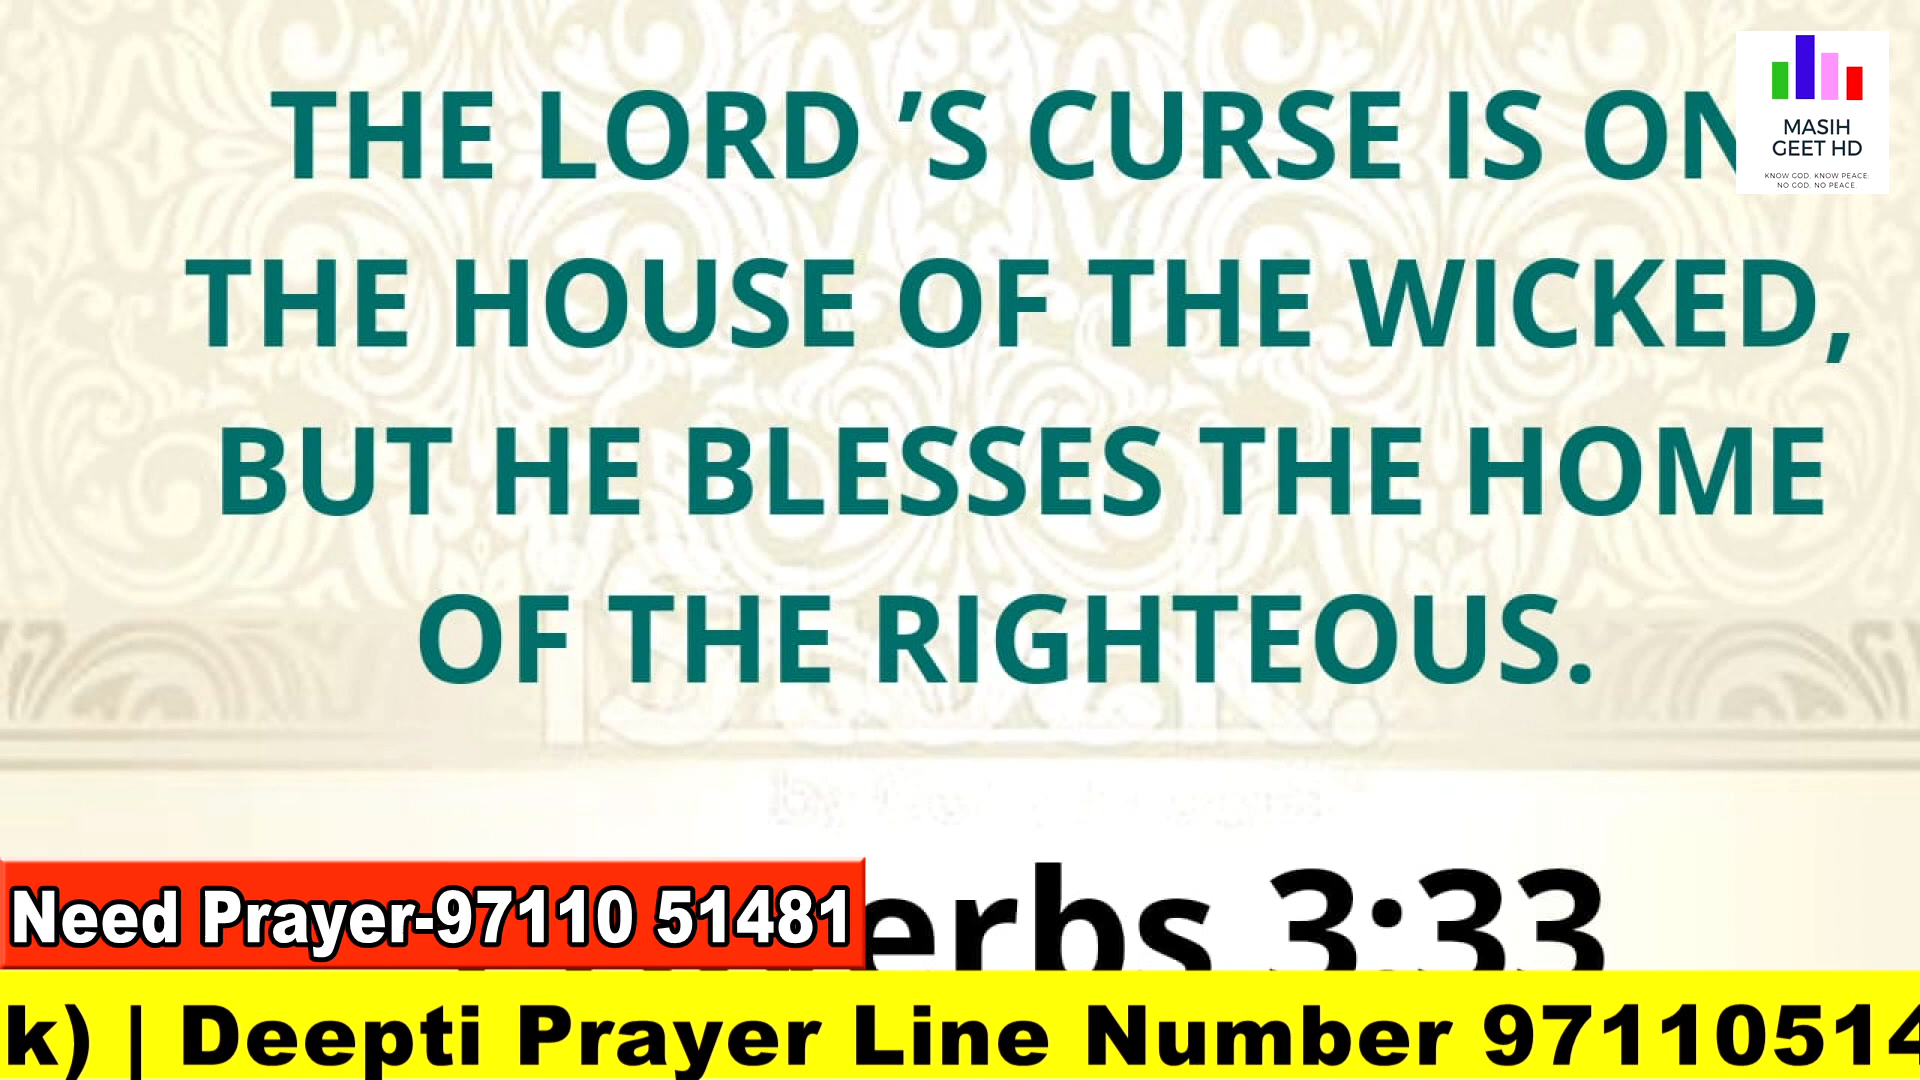 THE LORD ’S CURSE IS ON
THE HOUSE OF THE WICKED,
BUT HE BLESSES THE HOME
OF THE RIGHTEOUS.
erbs 3:33
MASIH
GEET HD
KNOW GOD. KNOW PEACE.
NO GOD. NO PEACE.
Need Prayer-97110 51481
k) | Deepti Prayer Line Number 97110514